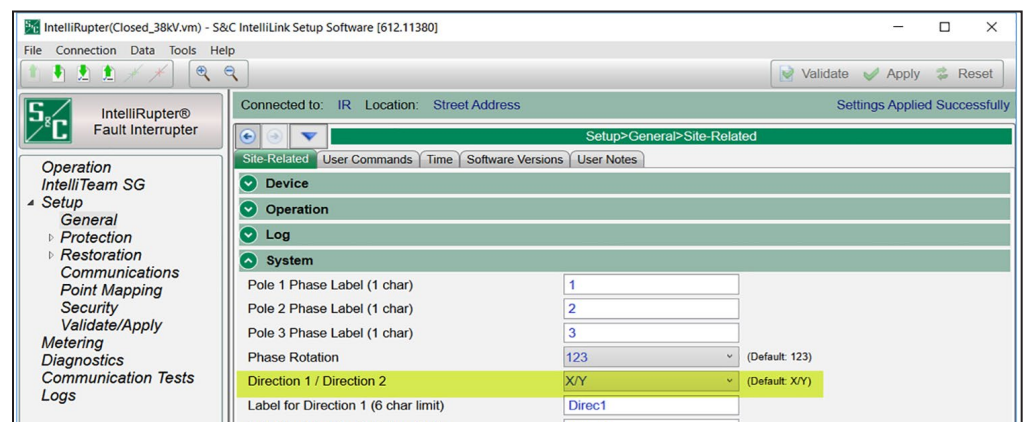 IntelliRupter(Closed_38kV.vm) - S&C IntelliLink Setup Software [612.11380]
File Connection Data Tools Help
Validate Apply Reset
S&C
IntelliRupter®
Fault Interrupter
Connected to: IR Location: Street Address Settings Applied Successfully
Setup>General>Site-Related
Site-Related User Commands Time Software Versions User Notes
Operation
IntelliTeam SG
Setup
General
Protection
Restoration
Communications
Point Mapping
Security
Validate/Apply
Metering
Diagnostics
Communication Tests
Logs
Device
Operation
Log
System
Pole 1 Phase Label (1 char) 1
Pole 2 Phase Label (1 char) 2
Pole 3 Phase Label (1 char) 3
Phase Rotation 123 (Default: 123)
Direction 1 / Direction 2 X/Y (Default: X/Y)
Label for Direction 1 (6 char limit) Direc1